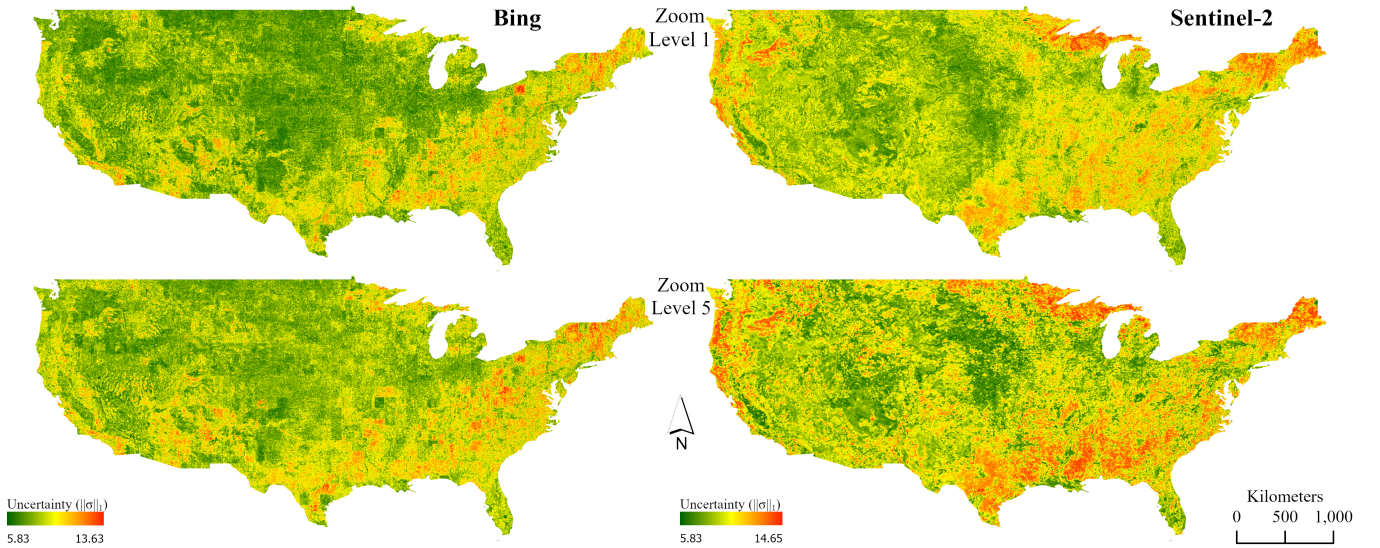 Bing
Zoom
Level 1
Sentinel-2
Zoom
Level 5
N
Uncertainty (||σ||₁)
5.83 13.63
Uncertainty (||σ||₁)
5.83 14.65
Kilometers
0 500 1,000